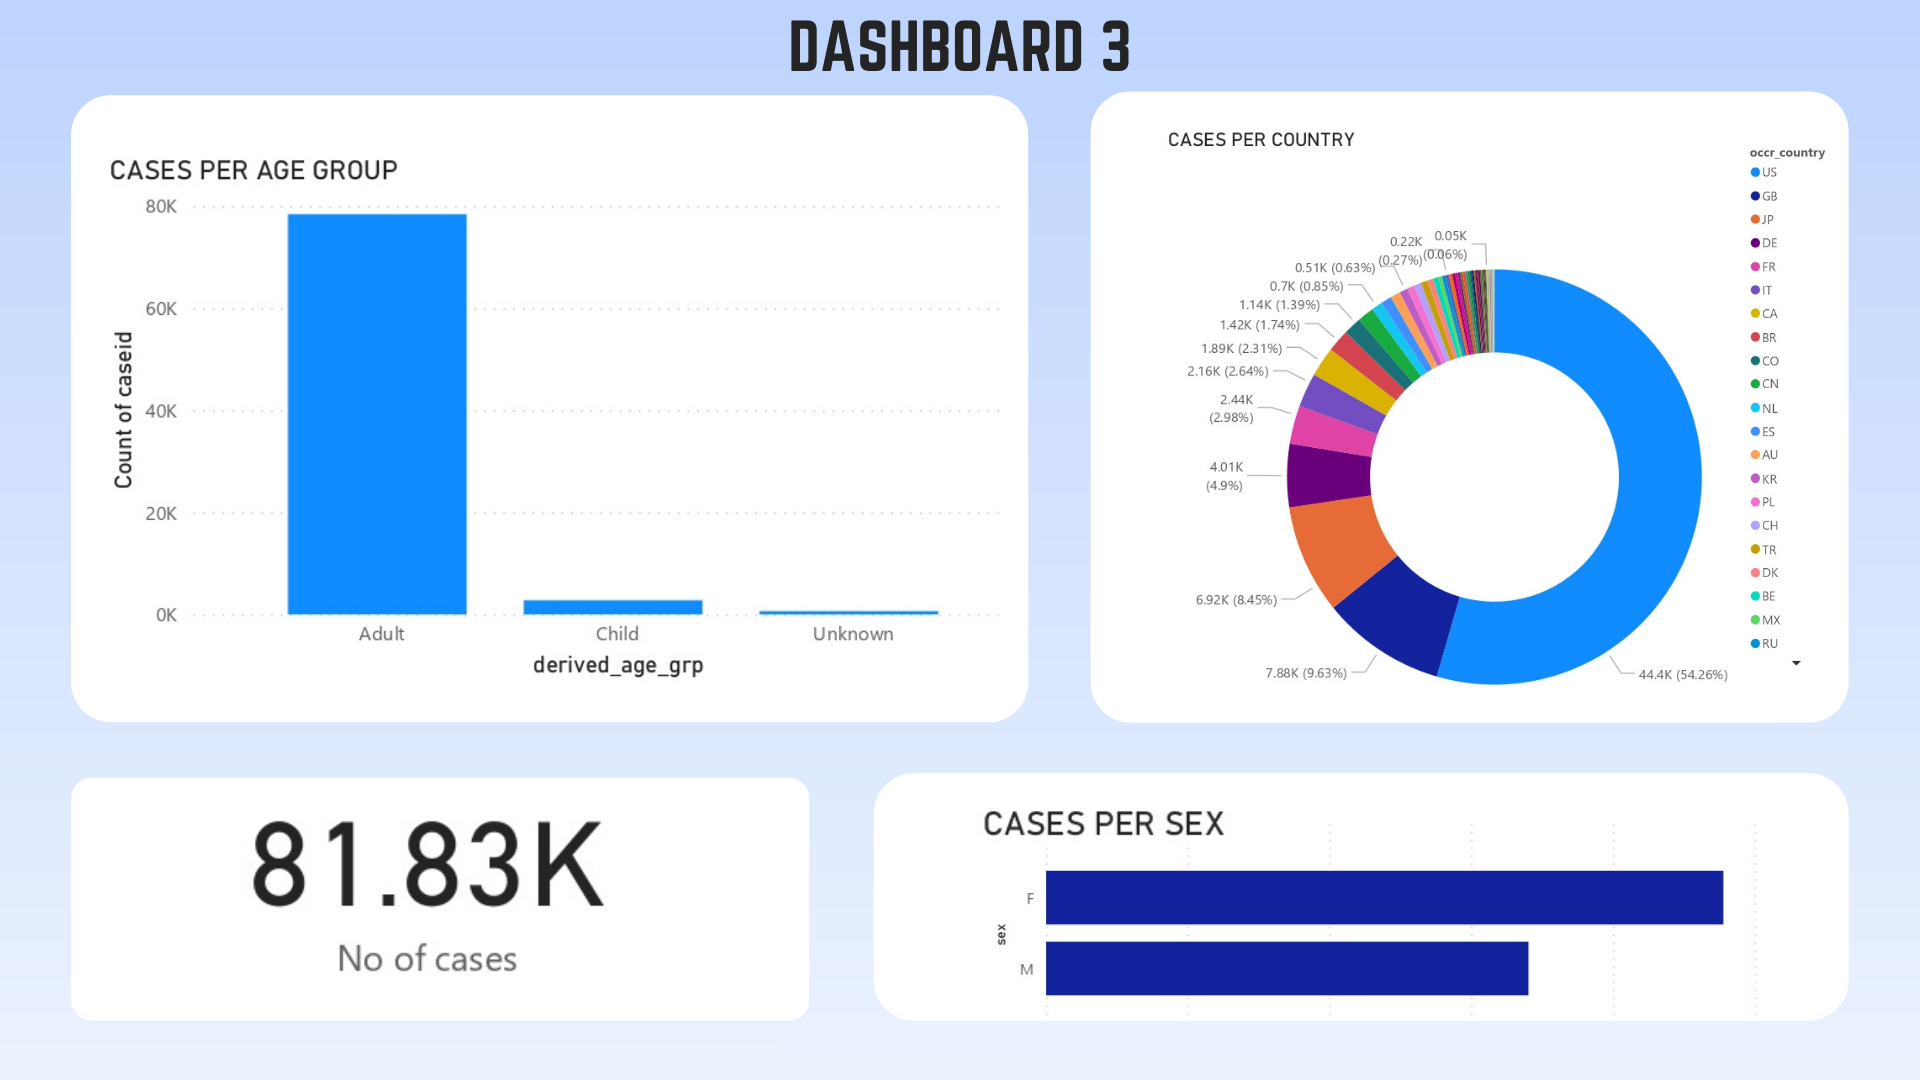 DASHBOARD 3
CASES PER AGE GROUP
80K
60K
40K
20K
0K
Count of caseid
Adult
Child
Unknown
derived_age_grp
CASES PER COUNTRY
0.05K
(0.06%)
0.22K
(0.27%)
0.51K (0.63%)
0.7K (0.85%)
1.14K (1.39%)
1.42K (1.74%)
1.89K (2.31%)
2.16K (2.64%)
2.44K
(2.98%)
4.01K
(4.9%)
6.92K (8.45%)
7.88K (9.63%)
44.4K (54.26%)
occr_country
US
GB
JP
DE
FR
IT
CA
BR
CO
CN
NL
ES
AU
KR
PL
CH
TR
DK
BE
MX
RU
81.83K
No of cases
CASES PER SEX
sex
F
M